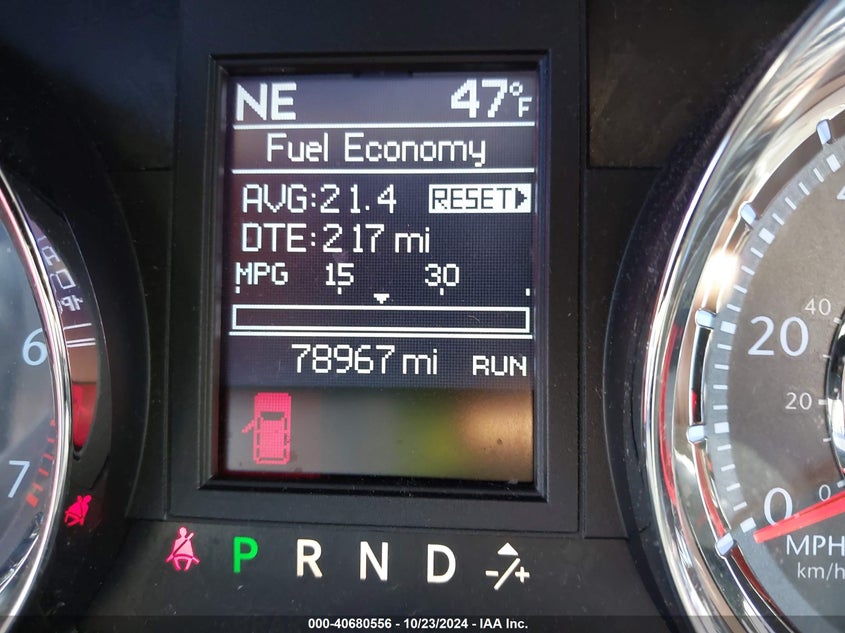 NE 47°F
Fuel Economy
AVG:21.4 RESET
DTE:217 mi
MPG 15 30
78967 mi RUN
6
7
P R N D -/+
40
20
20
0
0
MPH
km/h
000-40680556 - 10/23/2024 - IAA Inc.